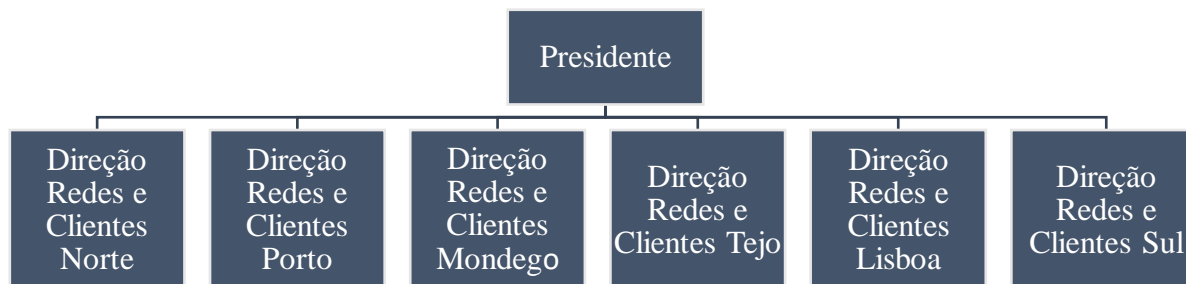 Presidente
Direção
Redes e
Clientes
Norte
Direção
Redes e
Clientes
Porto
Direção
Redes e
Clientes
Mondego
Direção
Redes e
Clientes Tejo
Direção
Redes e
Clientes
Lisboa
Direção
Redes e
Clientes Sul